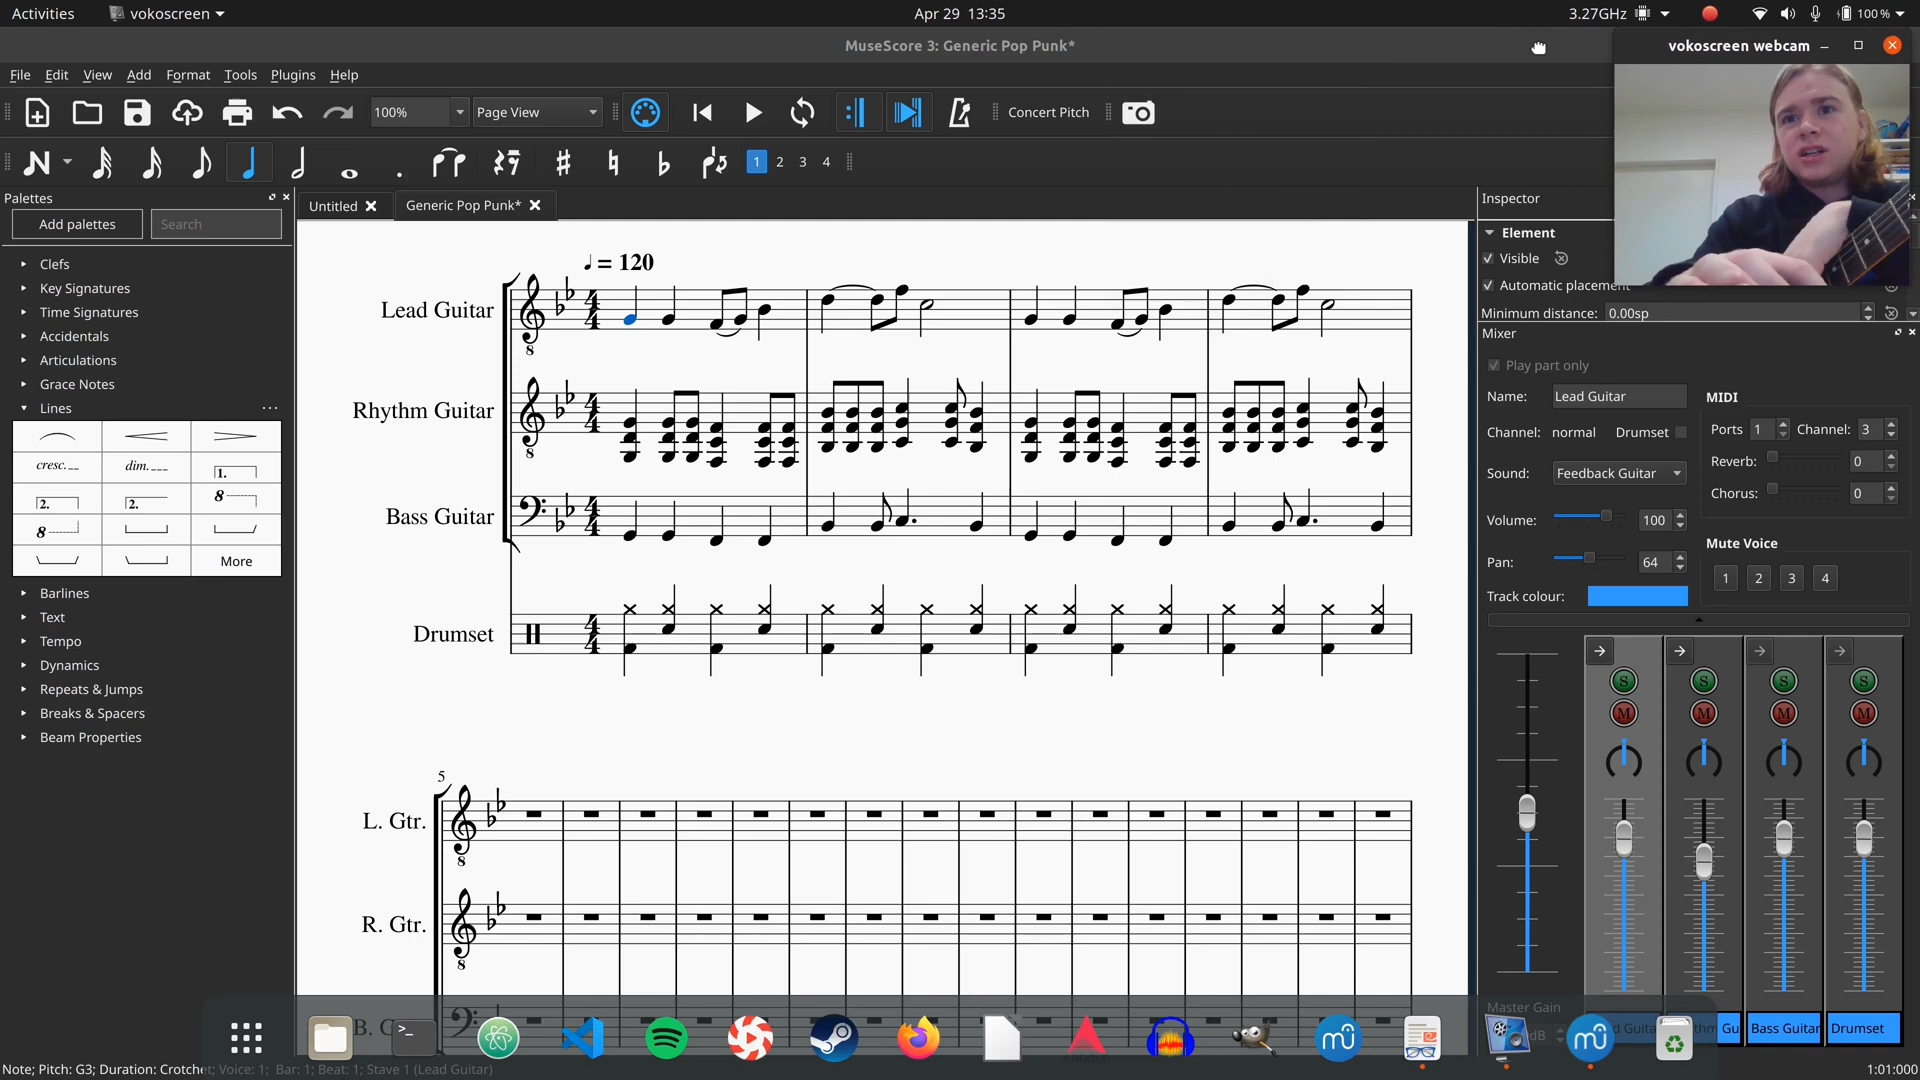 Activities vokoscreen Apr 29 13:35 3.27GHz 100 %
MuseScore 3: Generic Pop Punk*
vokoscreen webcam
File Edit View Add Format Tools Plugins Help
100% Page View Concert Pitch
1 2 3 4
Palettes
Add palettes Search
Clefs
Key Signatures
Time Signatures
Accidentals
Articulations
Grace Notes
Lines
cresc. dim. 1.
2. 2. 8
8
More
Barlines
Text
Tempo
Dynamics
Repeats & Jumps
Breaks & Spacers
Beam Properties
Untitled Generic Pop Punk*
= 120
Lead Guitar
Rhythm Guitar
Bass Guitar
Drumset
5
L. Gtr.
R. Gtr.
Inspector
Element
Visible
Automatic placement
Minimum distance: 0.00sp
Mixer
Play part only
Name: Lead Guitar
Channel: normal Drumset
Sound: Feedback Guitar
Volume: 100
Pan: 64
Track colour:
MIDI
Ports 1 Channel: 3
Reverb: 0
Chorus: 0
Mute Voice
1 2 3 4
S S S S
M M M M
Master Gain
dB
Bass Guitar Drumset
Note; Pitch: G3; Duration: Crotchet; Voice: 1; Bar: 1; Beat: 1; Stave 1 (Lead Guitar)
1:01:000